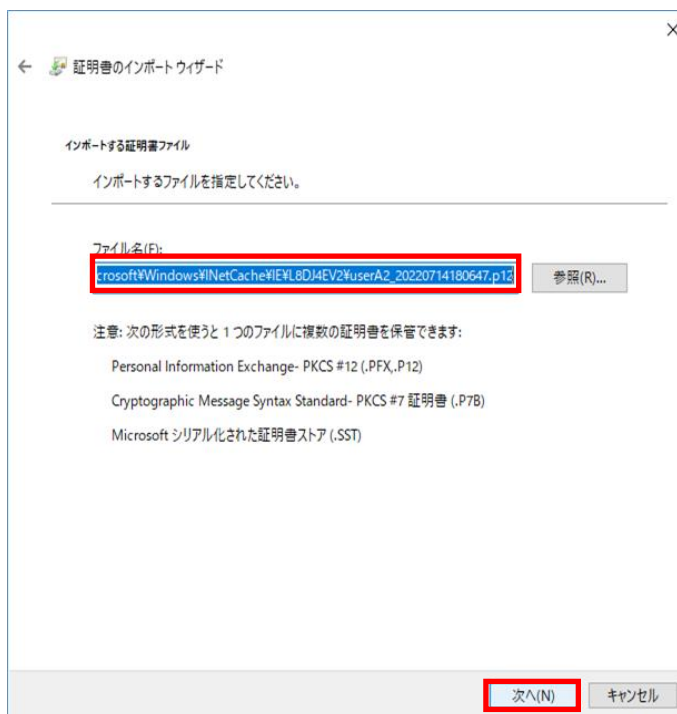 証明書のインポート ウィザード
インポートする証明書ファイル
インポートするファイルを指定してください。
ファイル名(F):
crosoft¥Windows¥INetCache¥IE¥L8DJ4EV2¥userA2_20220714180647.p12
参照(R)...
注意: 次の形式を使うと 1 つのファイルに複数の証明書を保管できます:
Personal Information Exchange- PKCS #12 (.PFX,.P12)
Cryptographic Message Syntax Standard- PKCS #7 証明書 (.P7B)
Microsoft シリアル化された証明書ストア (.SST)
次へ(N)
キャンセル